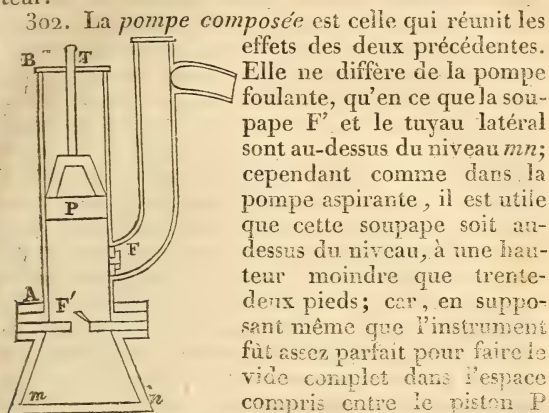 teur.
302. La pompe composée est celle qui réunit les
effets des deux précédentes.
Elle ne diffère de la pompe
foulante, qu'en ce que la sou-
pape F' et le tuyau latéral
sont au-dessus du niveau mn;
cependant comme dans la
pompe aspirante, il est utile
que cette soupape soit au-
dessus du niveau, à une hau-
teur moindre que trente-
deux pieds; car, en suppo-
sant même que l'instrument
fût assez parfait pour faire le
vide complet dans l'espace
compris entre le piston P
B T
P
F
A F'
m n